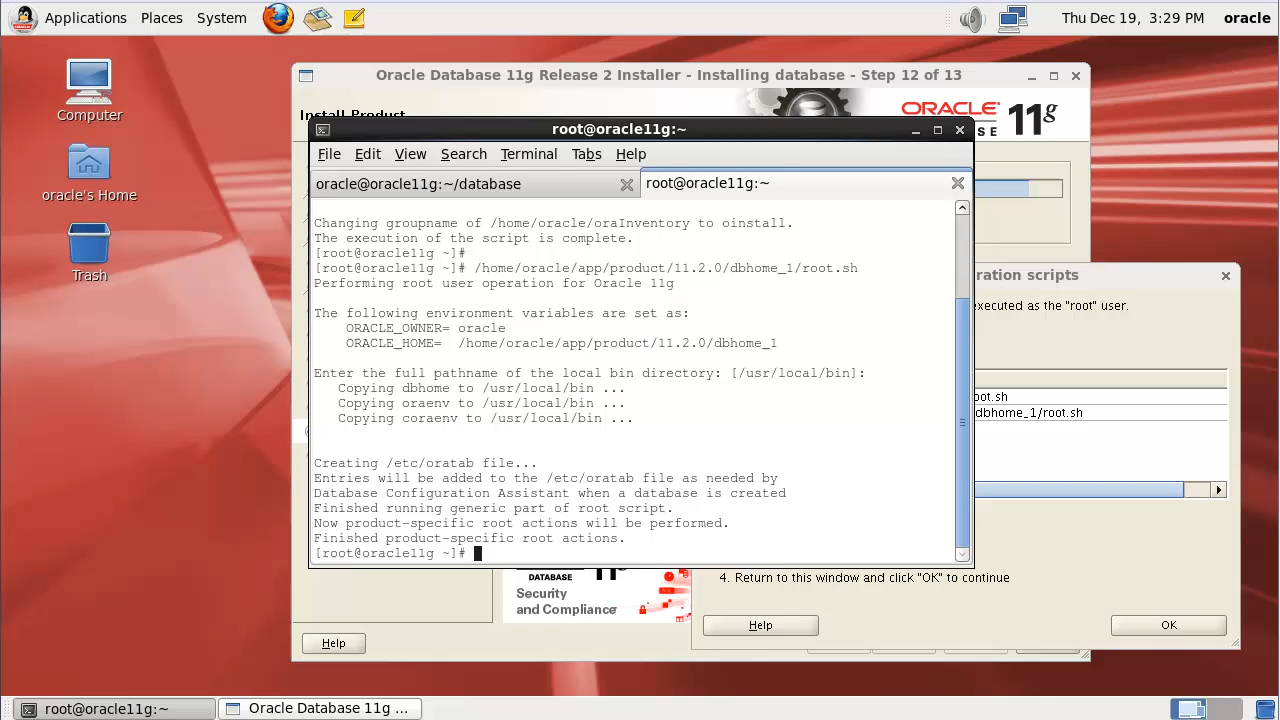 Applications Places System Thu Dec 19, 3:29 PM oracle
Computer
oracle's Home
Trash
Oracle Database 11g Release 2 Installer - Installing database - Step 12 of 13
Install Product
ORACLE
11g
root@oracle11g:~
File Edit View Search Terminal Tabs Help
oracle@oracle11g:~/database root@oracle11g:~
Changing groupname of /home/oracle/oraInventory to oinstall.
The execution of the script is complete.
[root@oracle11g ~]#
[root@oracle11g ~]# /home/oracle/app/product/11.2.0/dbhome_1/root.sh
Performing root user operation for Oracle 11g
The following environment variables are set as:
ORACLE_OWNER= oracle
ORACLE_HOME=  /home/oracle/app/product/11.2.0/dbhome_1
Enter the full pathname of the local bin directory: [/usr/local/bin]:
Copying dbhome to /usr/local/bin ...
Copying oraenv to /usr/local/bin ...
Copying coraenv to /usr/local/bin ...
Creating /etc/oratab file...
Entries will be added to the /etc/oratab file as needed by
Database Configuration Assistant when a database is created
Finished running generic part of root script.
Now product-specific root actions will be performed.
Finished product-specific root actions.
[root@oracle11g ~]#
ration scripts
executed as the "root" user.
oot.sh
dbhome_1/root.sh
4. Return to this window and click "OK" to continue
Help OK
DATABASE
Security
and Compliance
Help
root@oracle11g:~ Oracle Database 11g ...